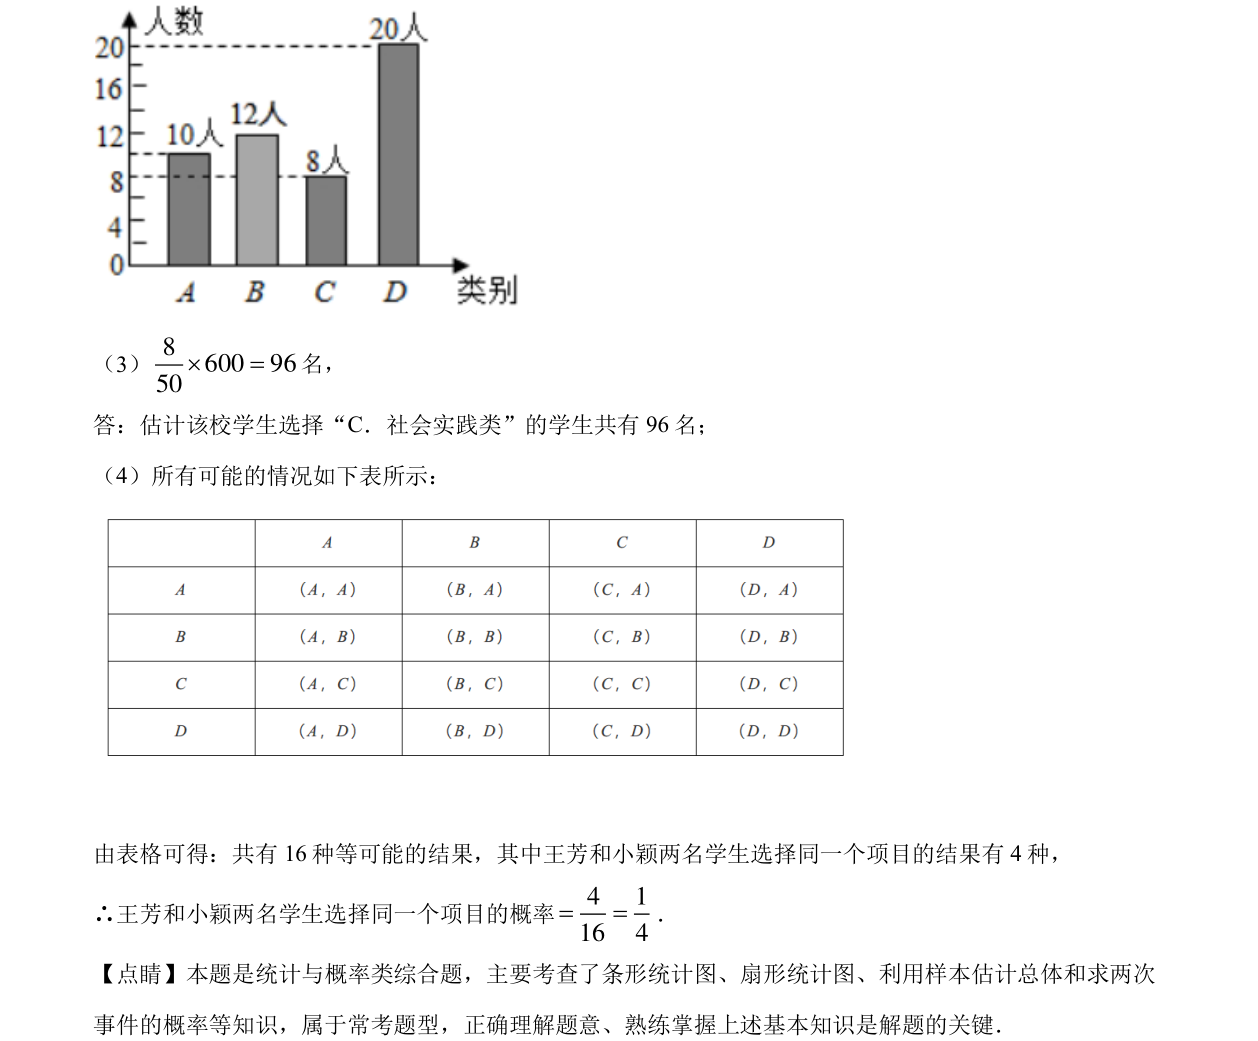 人数
20人
20
16
12人
12
10人
8人
8
4
0
A B C D 类别
(3) 8/50×600=96名，
答：估计该校学生选择“C．社会实践类”的学生共有96名；
（4）所有可能的情况如下表所示：
A B C D
A （A，A） （B，A） （C，A） （D，A）
B （A，B） （B，B） （C，B） （D，B）
C （A，C） （B，C） （C，C） （D，C）
D （A，D） （B，D） （C，D） （D，D）
由表格可得：共有16种等可能的结果，其中王芳和小颖两名学生选择同一个项目的结果有4种，
∴王芳和小颖两名学生选择同一个项目的概率=4/16=1/4．
【点睛】本题是统计与概率类综合题，主要考查了条形统计图、扇形统计图、利用样本估计总体和求两次
事件的概率等知识，属于常考题型，正确理解题意、熟练掌握上述基本知识是解题的关键．